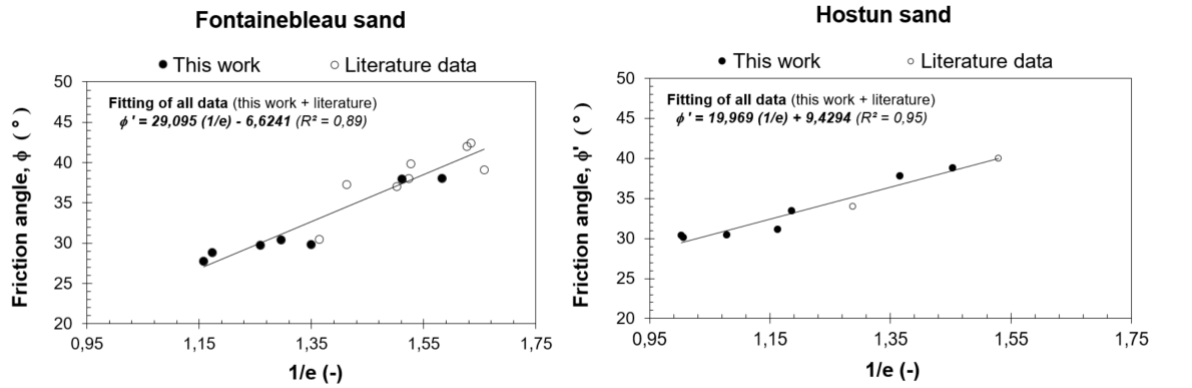 Fontainebleau sand
● This work ○ Literature data
Fitting of all data (this work + literature)
ϕ' = 29,095 (1/e) - 6,6241 (R² = 0,89)
Friction angle, ϕ (°)
50
45
40
35
30
25
20
0,95 1,15 1,35 1,55 1,75
1/e (-)
Hostun sand
● This work ○ Literature data
Fitting of all data (this work + literature)
ϕ' = 19,969 (1/e) + 9,4294 (R² = 0,95)
Friction angle, ϕ' (°)
50
45
40
35
30
25
20
0,95 1,15 1,35 1,55 1,75
1/e (-)